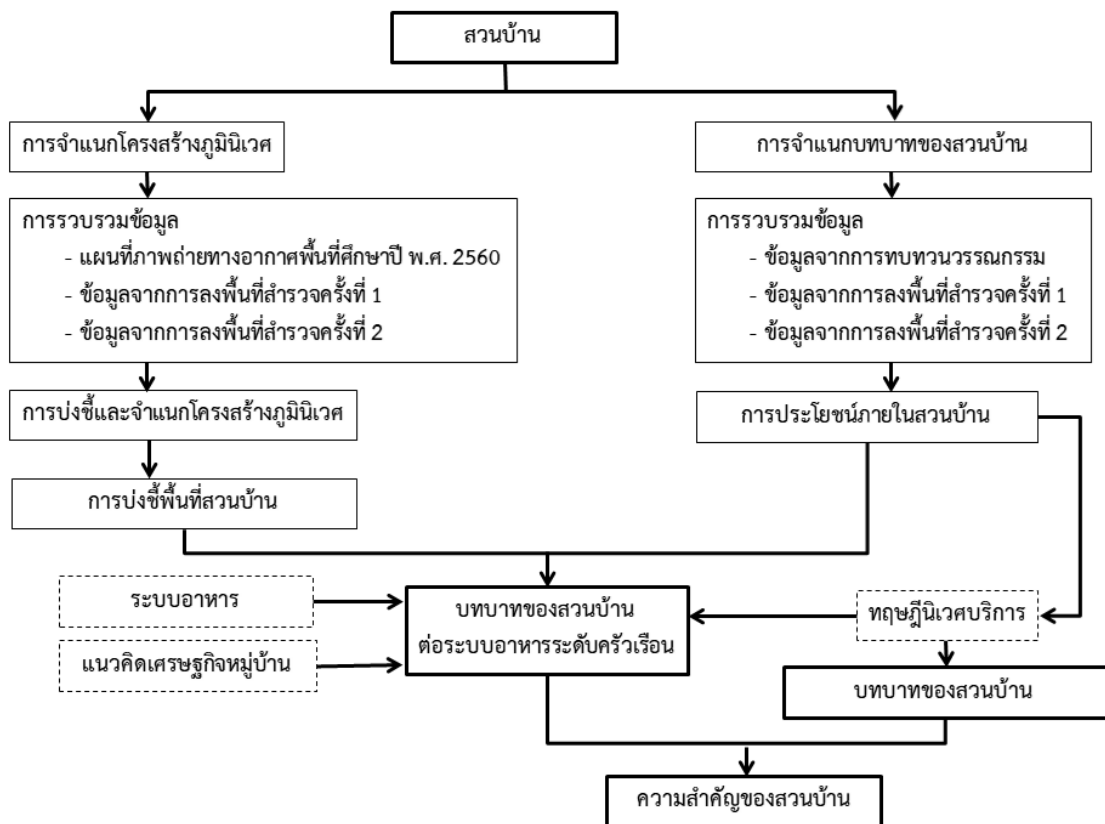 สวนบ้าน
การจำแนกโครงสร้างภูมินิเวศ
การจำแนกบทบาทของสวนบ้าน
การรวบรวมข้อมูล
- แผนที่ภาพถ่ายทางอากาศพื้นที่ศึกษาปี พ.ศ. 2560
- ข้อมูลจากการลงพื้นที่สำรวจครั้งที่ 1
- ข้อมูลจากการลงพื้นที่สำรวจครั้งที่ 2
การรวบรวมข้อมูล
- ข้อมูลจากการทบทวนวรรณกรรม
- ข้อมูลจากการลงพื้นที่สำรวจครั้งที่ 1
- ข้อมูลจากการลงพื้นที่สำรวจครั้งที่ 2
การบ่งชี้และจำแนกโครงสร้างภูมินิเวศ
การประโยชน์ภายในสวนบ้าน
การบ่งชี้พื้นที่สวนบ้าน
ระบบอาหาร
แนวคิดเศรษฐกิจหมู่บ้าน
บทบาทของสวนบ้าน
ต่อระบบอาหารระดับครัวเรือน
ทฤษฎีนิเวศบริการ
บทบาทของสวนบ้าน
ความสำคัญของสวนบ้าน